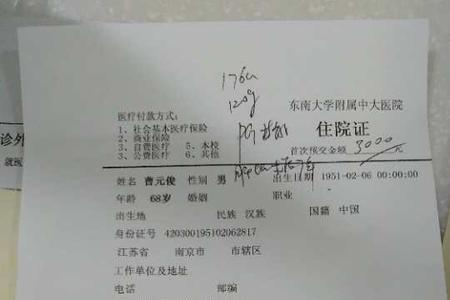 176cm
120g
东南大学附属中大医院
医疗付款方式：
住院证
1、社会基本医疗保险
2、商业保险
3、自费医疗 5、本校
4、公费医疗 6、其他
首次预交金额 3000
诊外
就医
姓名 曹元俊 性别 男 出生日期 1951-02-06 00:00:00
年龄 68岁 婚姻 职业
出生地 民族 汉族 国籍 中国
身份证号 420300195102062817
江苏省 南京市 市辖区
工作单位及地址
电话 邮编